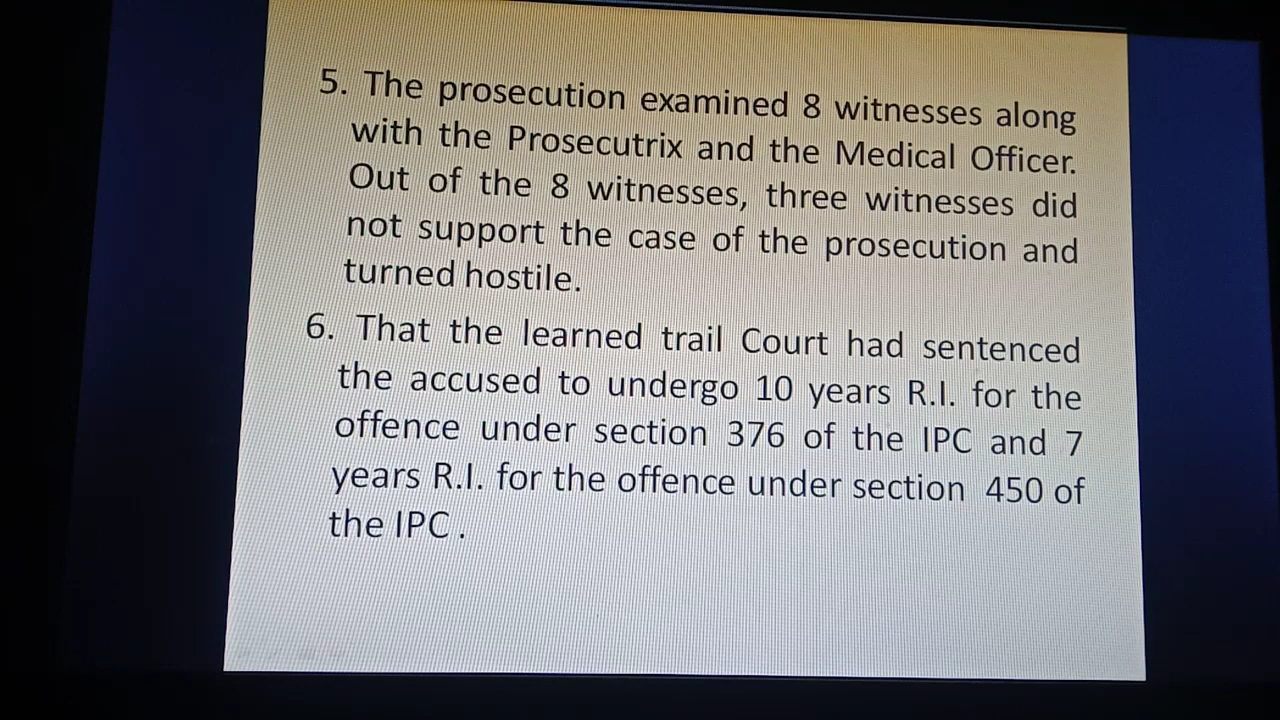 5. The prosecution examined 8 witnesses along
with the Prosecutrix and the Medical Officer.
Out of the 8 witnesses, three witnesses did
not support the case of the prosecution and
turned hostile.
6. That the learned trail Court had sentenced
the accused to undergo 10 years R.I. for the
offence under section 376 of the IPC and 7
years R.I. for the offence under section 450 of
the IPC .